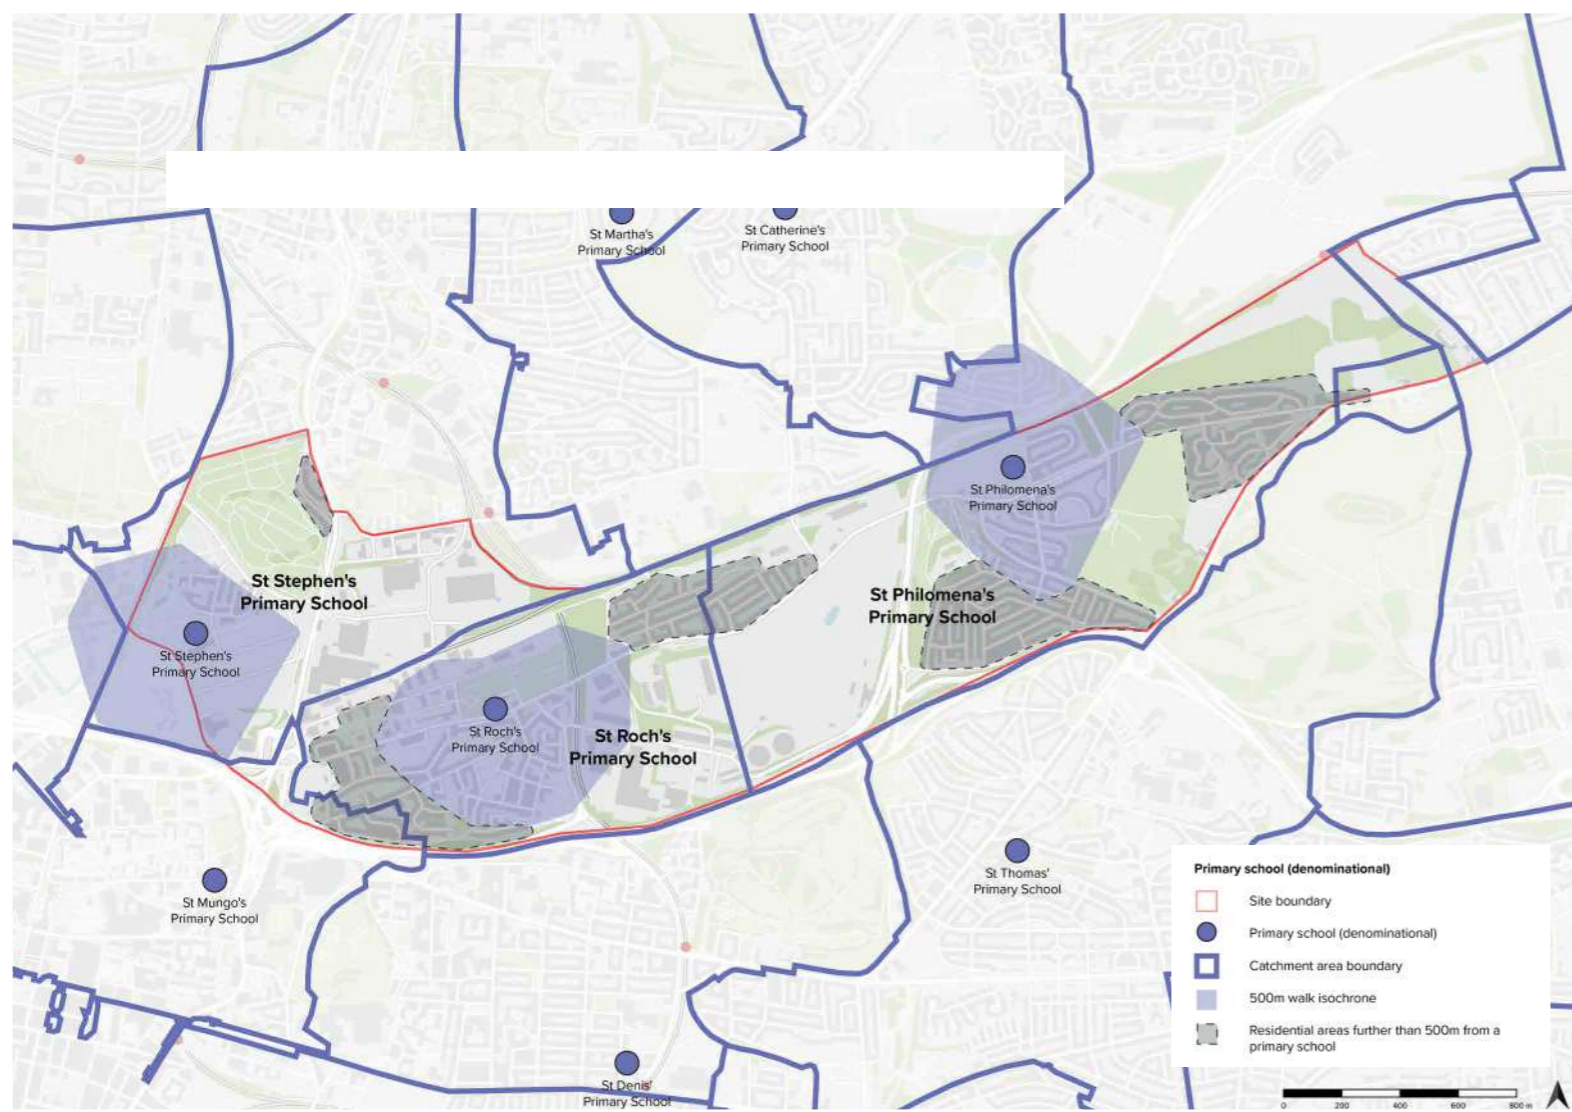 St Martha's
Primary School
St Catherine's
Primary School
St Philomena's
Primary School
St Stephen's
Primary School
St Philomena's
Primary School
St Stephen's
Primary School
St Roch's
Primary School
St Roch's
Primary School
St Thomas'
Primary School
St Mungo's
Primary School
St Denis'
Primary School
Primary school (denominational)
Site boundary
Primary school (denominational)
Catchment area boundary
500m walk isochrone
Residential areas further than 500m from a
primary school
0 200 400 600 800 m